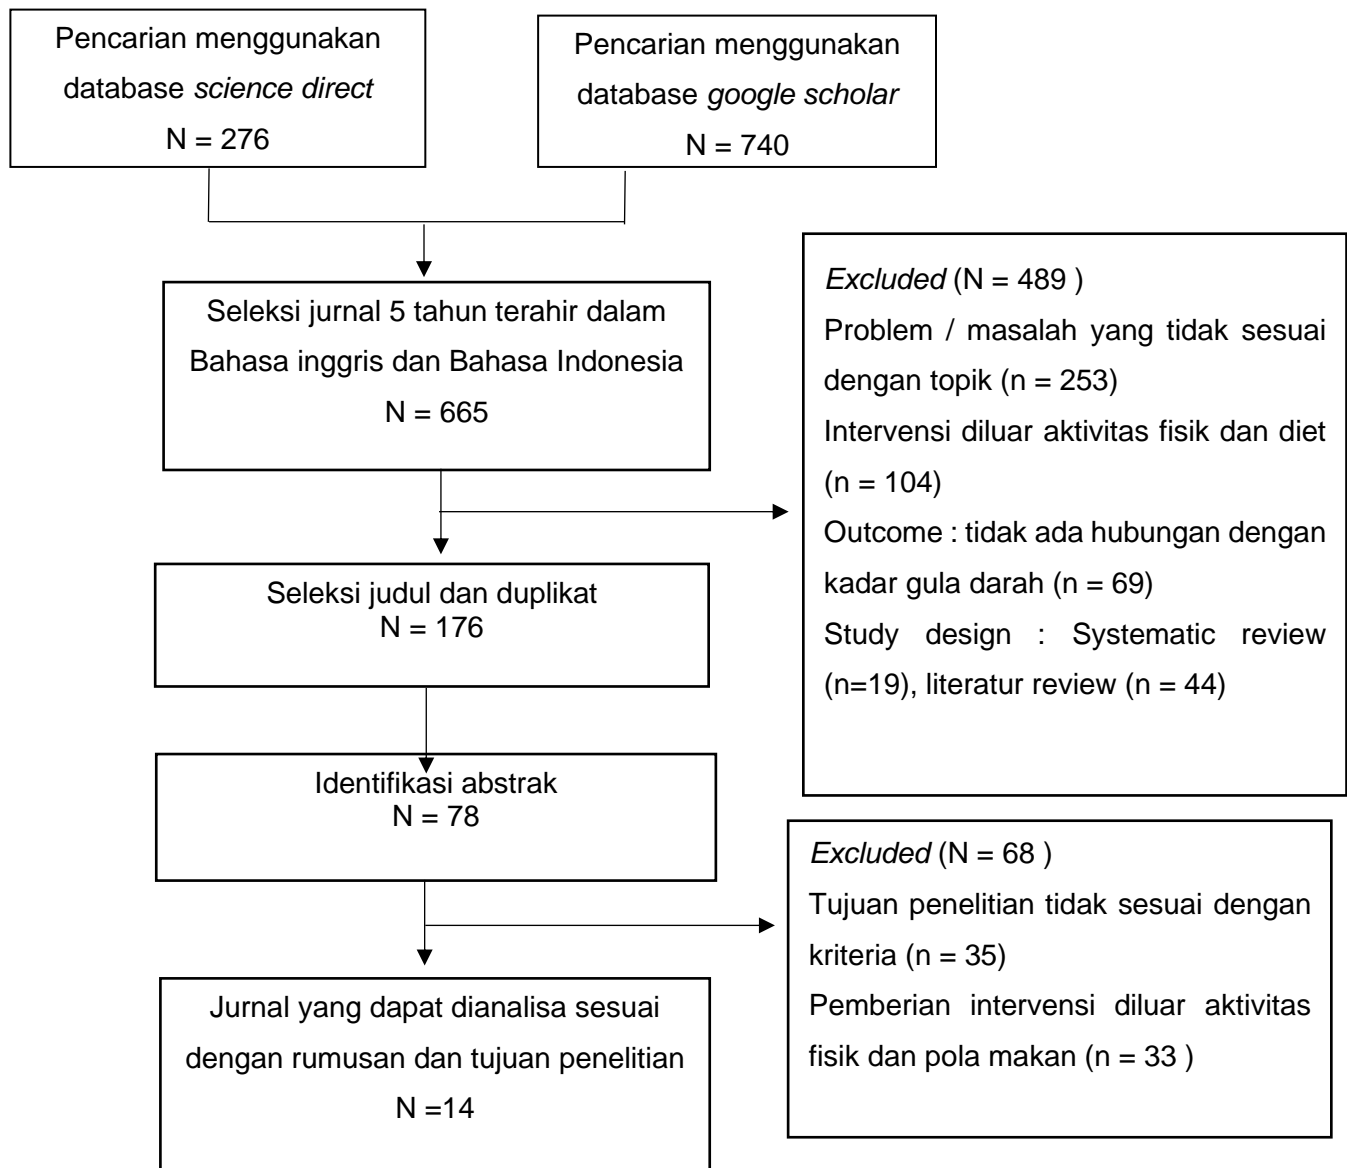 Pencarian menggunakan
database science direct
N = 276
Pencarian menggunakan
database google scholar
N = 740
Seleksi jurnal 5 tahun terahir dalam
Bahasa inggris dan Bahasa Indonesia
N = 665
Excluded (N = 489 )
Problem / masalah yang tidak sesuai
dengan topik (n = 253)
Intervensi diluar aktivitas fisik dan diet
(n = 104)
Outcome : tidak ada hubungan dengan
kadar gula darah (n = 69)
Study design : Systematic review
(n=19), literatur review (n = 44)
Seleksi judul dan duplikat
N = 176
Identifikasi abstrak
N = 78
Excluded (N = 68 )
Tujuan penelitian tidak sesuai dengan
kriteria (n = 35)
Pemberian intervensi diluar aktivitas
fisik dan pola makan (n = 33 )
Jurnal yang dapat dianalisa sesuai
dengan rumusan dan tujuan penelitian
N =14